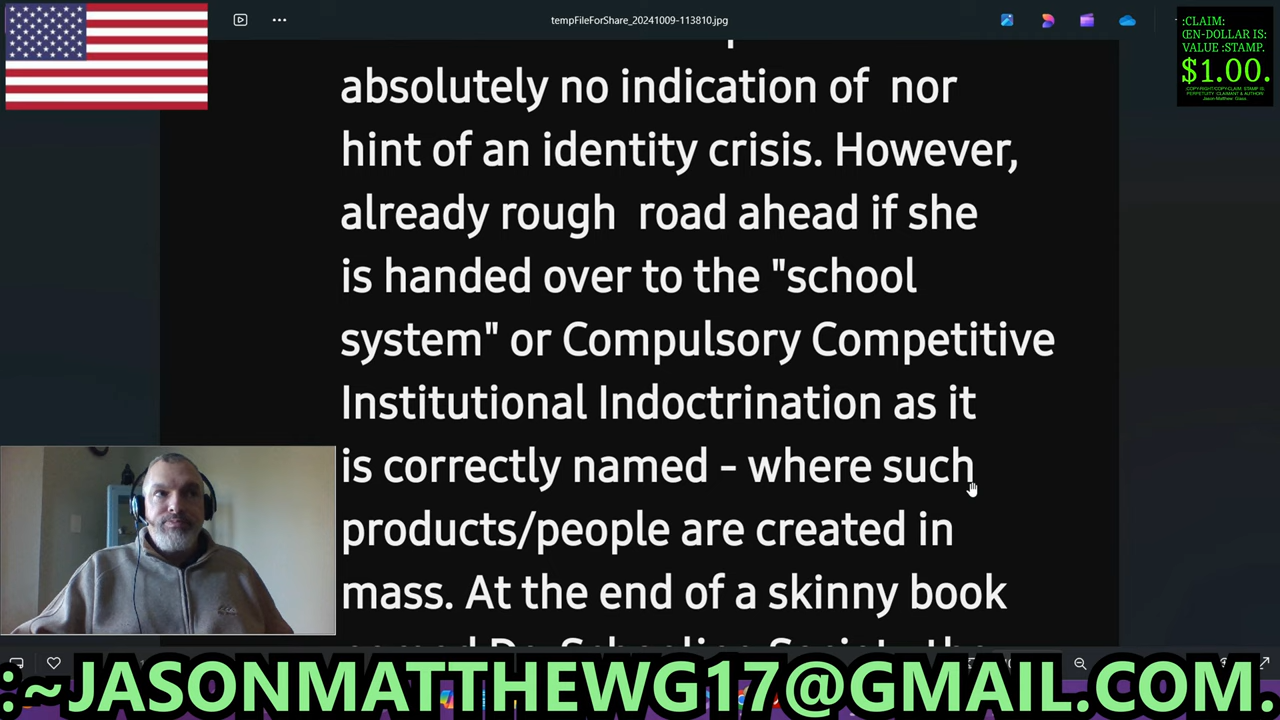 tempFileForShare_20241009-113810.jpg
:CLAIM:
ŒN-DOLLAR IS:
VALUE :STAMP.
$1.00.
absolutely no indication of nor
hint of an identity crisis. However,
already rough road ahead if she
is handed over to the "school
system" or Compulsory Competitive
Institutional Indoctrination as it
is correctly named - where such
products/people are created in
mass. At the end of a skinny book
:~JASONMATTHEWG17@GMAIL.COM.